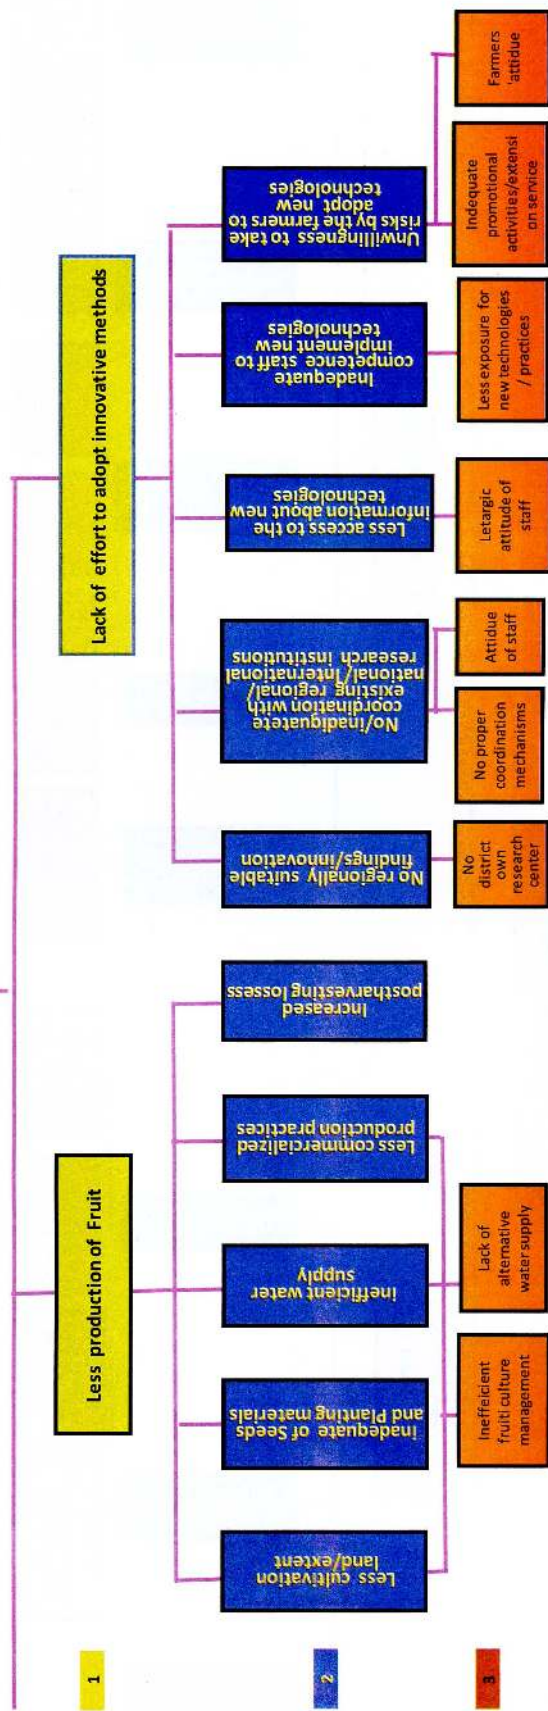 1
Less production of Fruit
Lack of effort to adopt innovative methods
2
Less cultivation
land/extent
inadequate of Seeds
and Planting materials
inefficient water
supply
Less commercialized
production practices
Increased
postharvesting lossess
No regionally suitable
findings/innovation
No/inadiquatete
coordination with
existing regional/
national/International
research institutions
Less access to the
information about new
technologies
Inadequate
competence staff to
implement new
technologies
Unwillingness to take
risks by the farmers to
adopt new
technologies
3
Ineffeicient
fruiti culture
management
Lack of
alternative
water supply
No
district
own
research
center
No proper
coordination
mechanisms
Attidue
of staff
Letargic
attitude of
staff
Less exposure for
new technologies
/ practices
Indequate
promotional
activities/extensi
on service
Farmers
'attidue